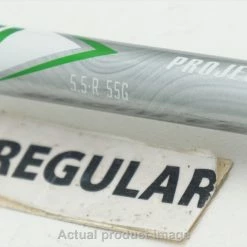 5.5-R 55G
PROJE
REGULAR
Actual product image